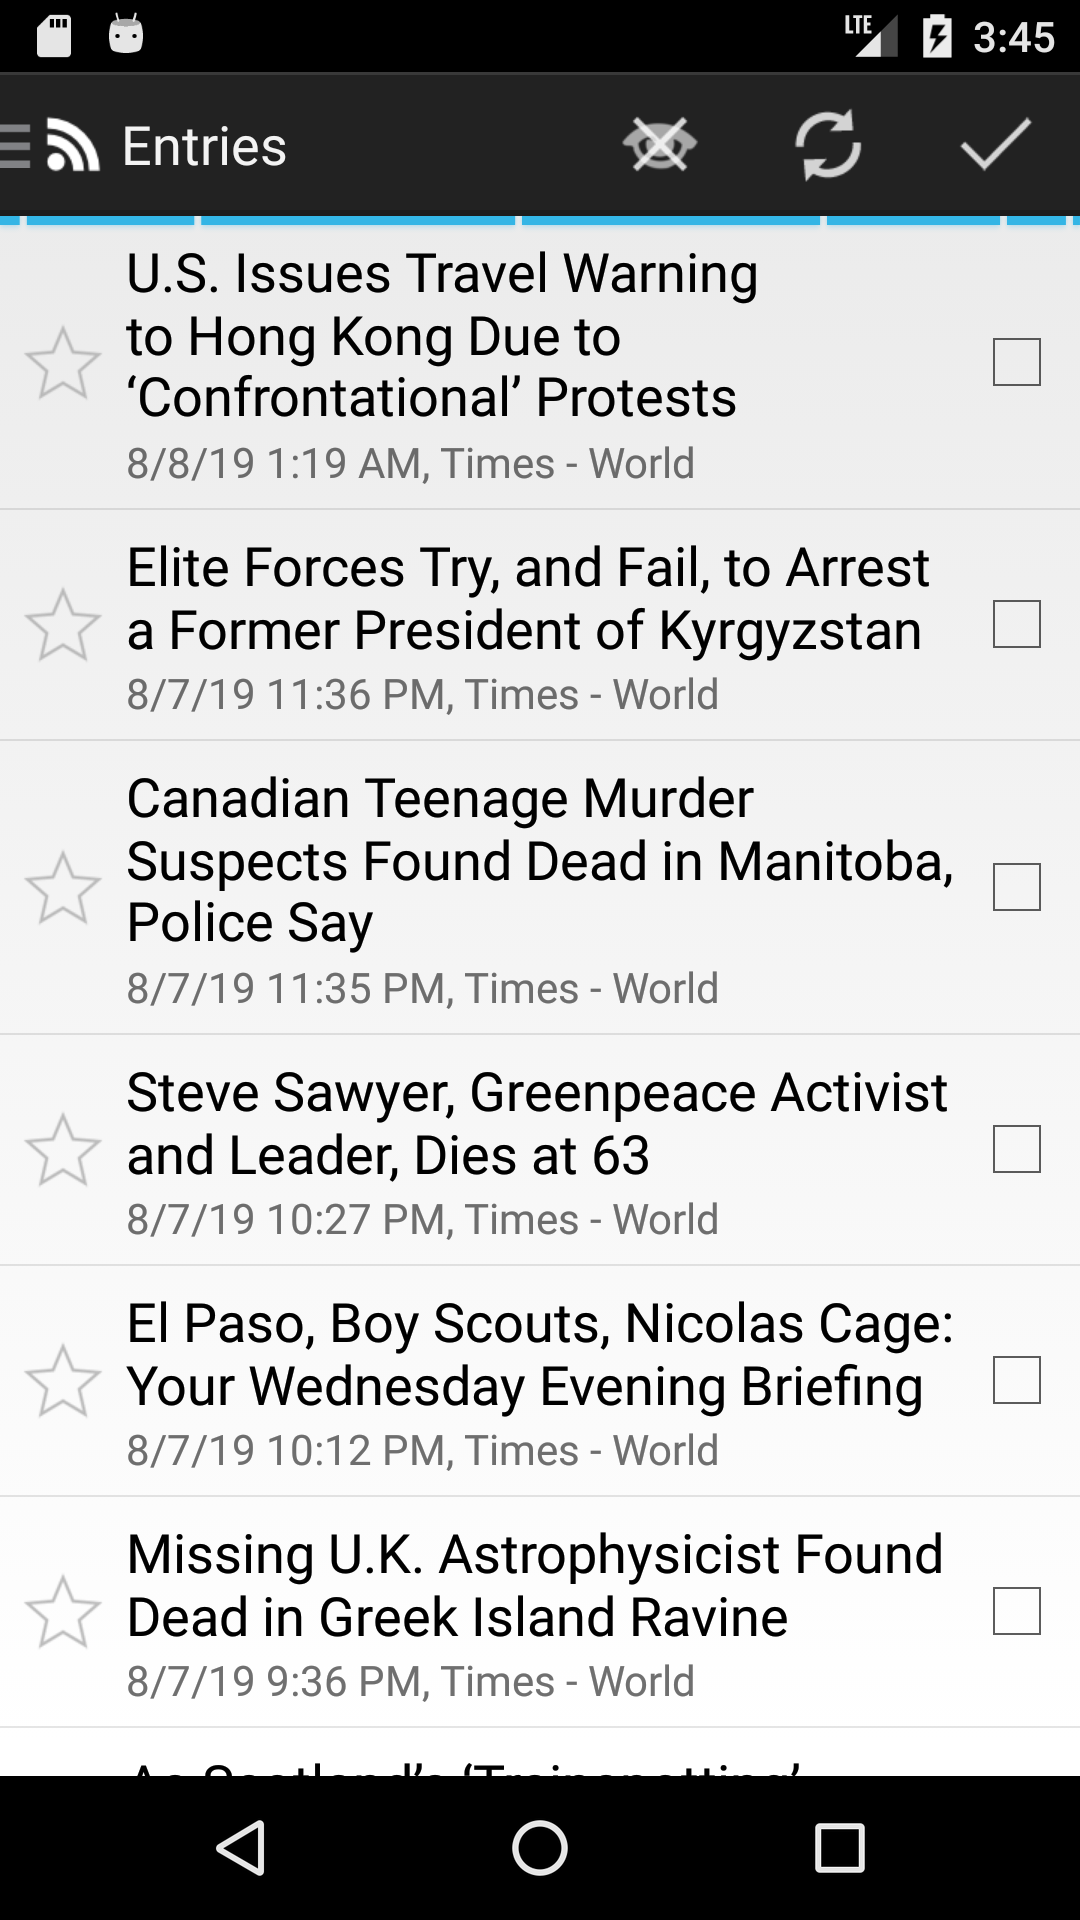 LTE 3:45
Entries
U.S. Issues Travel Warning
to Hong Kong Due to
‘Confrontational’ Protests
8/8/19 1:19 AM, Times - World
Elite Forces Try, and Fail, to Arrest
a Former President of Kyrgyzstan
8/7/19 11:36 PM, Times - World
Canadian Teenage Murder
Suspects Found Dead in Manitoba,
Police Say
8/7/19 11:35 PM, Times - World
Steve Sawyer, Greenpeace Activist
and Leader, Dies at 63
8/7/19 10:27 PM, Times - World
El Paso, Boy Scouts, Nicolas Cage:
Your Wednesday Evening Briefing
8/7/19 10:12 PM, Times - World
Missing U.K. Astrophysicist Found
Dead in Greek Island Ravine
8/7/19 9:36 PM, Times - World
As Scotland’s ‘Trainspotting’